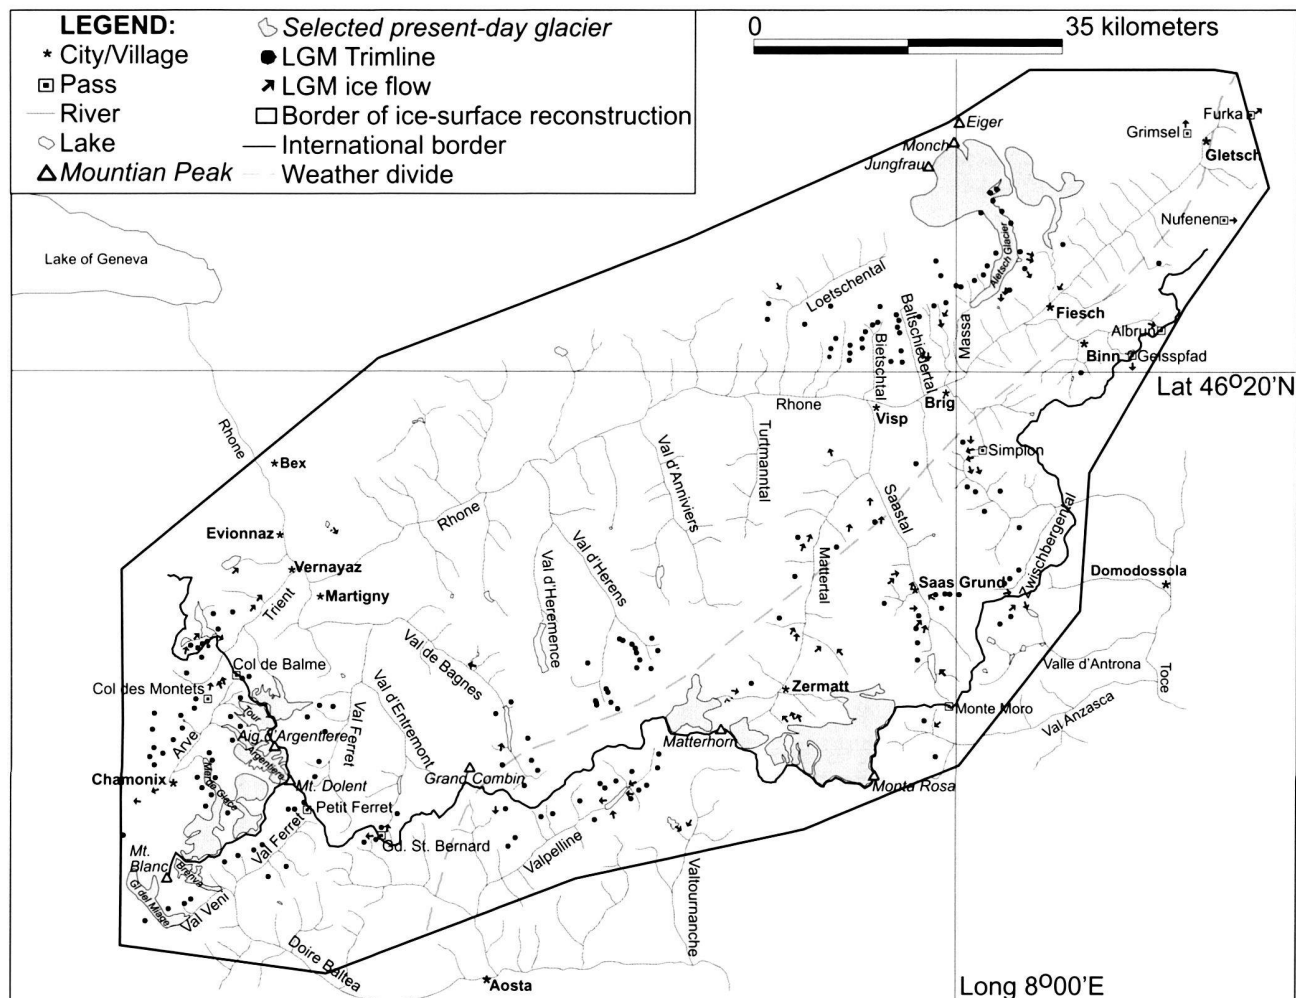 LEGEND:
City/Village
Pass
River
Lake
Mountian Peak
Selected present-day glacier
LGM Trimline
LGM ice flow
Border of ice-surface reconstruction
International border
Weather divide
0 35 kilometers
Eiger
Monch
Jungfrau
Grimsel
Furka
Gletsch
Nufenen
Lake of Geneva
Aletsch Glacier
Loetschental
Baltschiedertal
Bietschtal
Massa
Fiesch
Albrun
Binn
Geisspfad
Lat 46º20'N
Rhone
Visp
Brig
Rhone
Bex
Simplon
Turtmanntal
Val d'Anniviers
Rhone
Saastal
Evionnaz
Vernayaz
Martigny
Trient
Val d'Herens
Val d'Heremence
Mattertal
Saas Grund
Zwischbergental
Domodossola
Col de Balme
Col des Montets
Val de Bagnes
Val d'Entremont
Val Ferret
Valle d'Antrona
Toce
Zermatt
Monte Moro
Val Anzasca
Tour
Aig d'Argentiere
Argentiere
Arve
Matterhorn
Chamonix
Mer de Glace
Mt. Dolent
Grand Combin
Monta Rosa
Petit Ferret
Val Ferret
Gd. St. Bernard
Valpelline
Mt.
Blanc
Brenva
Gl del Miage
Val Veni
Valtournanche
Doire Baltea
Aosta
Long 8º00'E